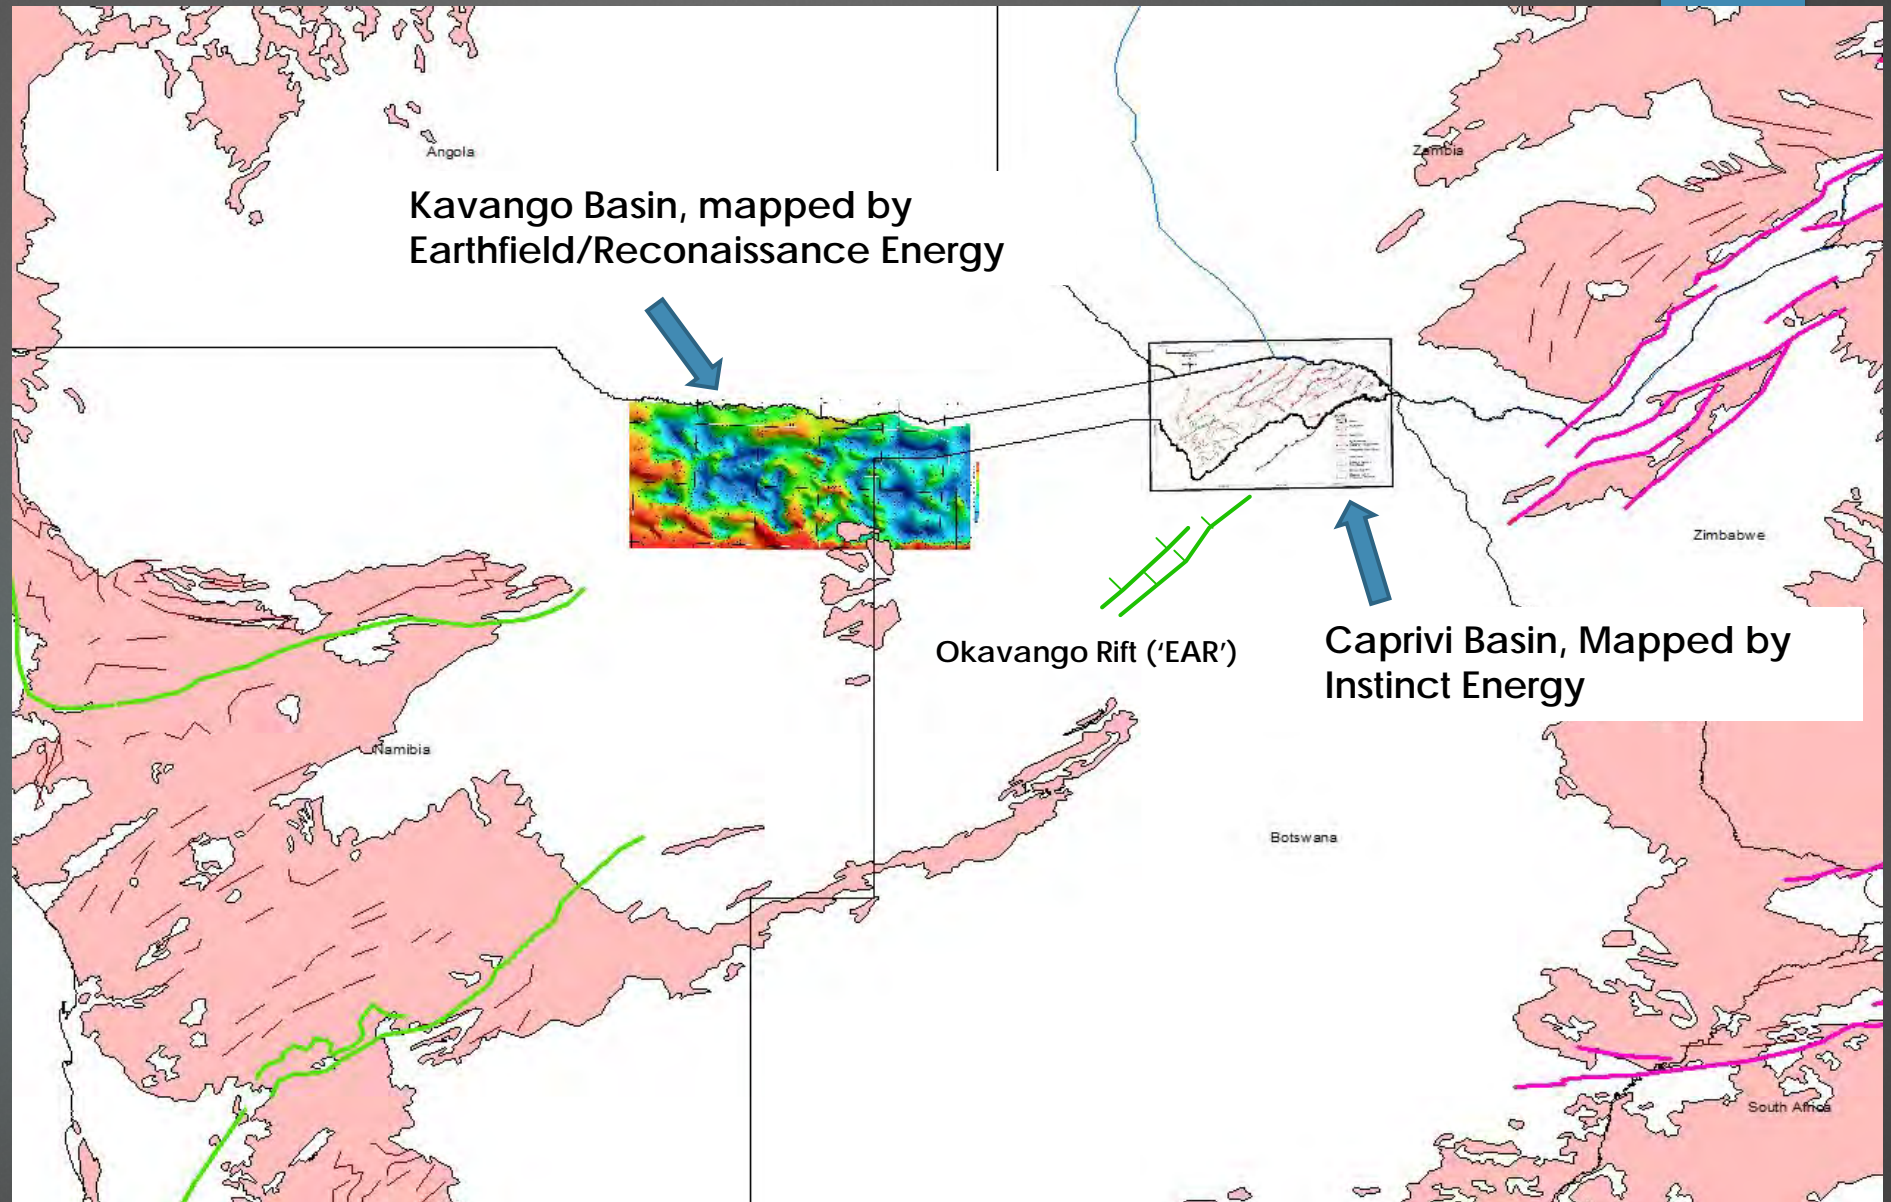 Angola
Zambia
Kavango Basin, mapped by
Earthfield/Reconaissance Energy
Zimbabwe
Okavango Rift (‘EAR’)
Caprivi Basin, Mapped by
Instinct Energy
Namibia
Botswana
South Africa